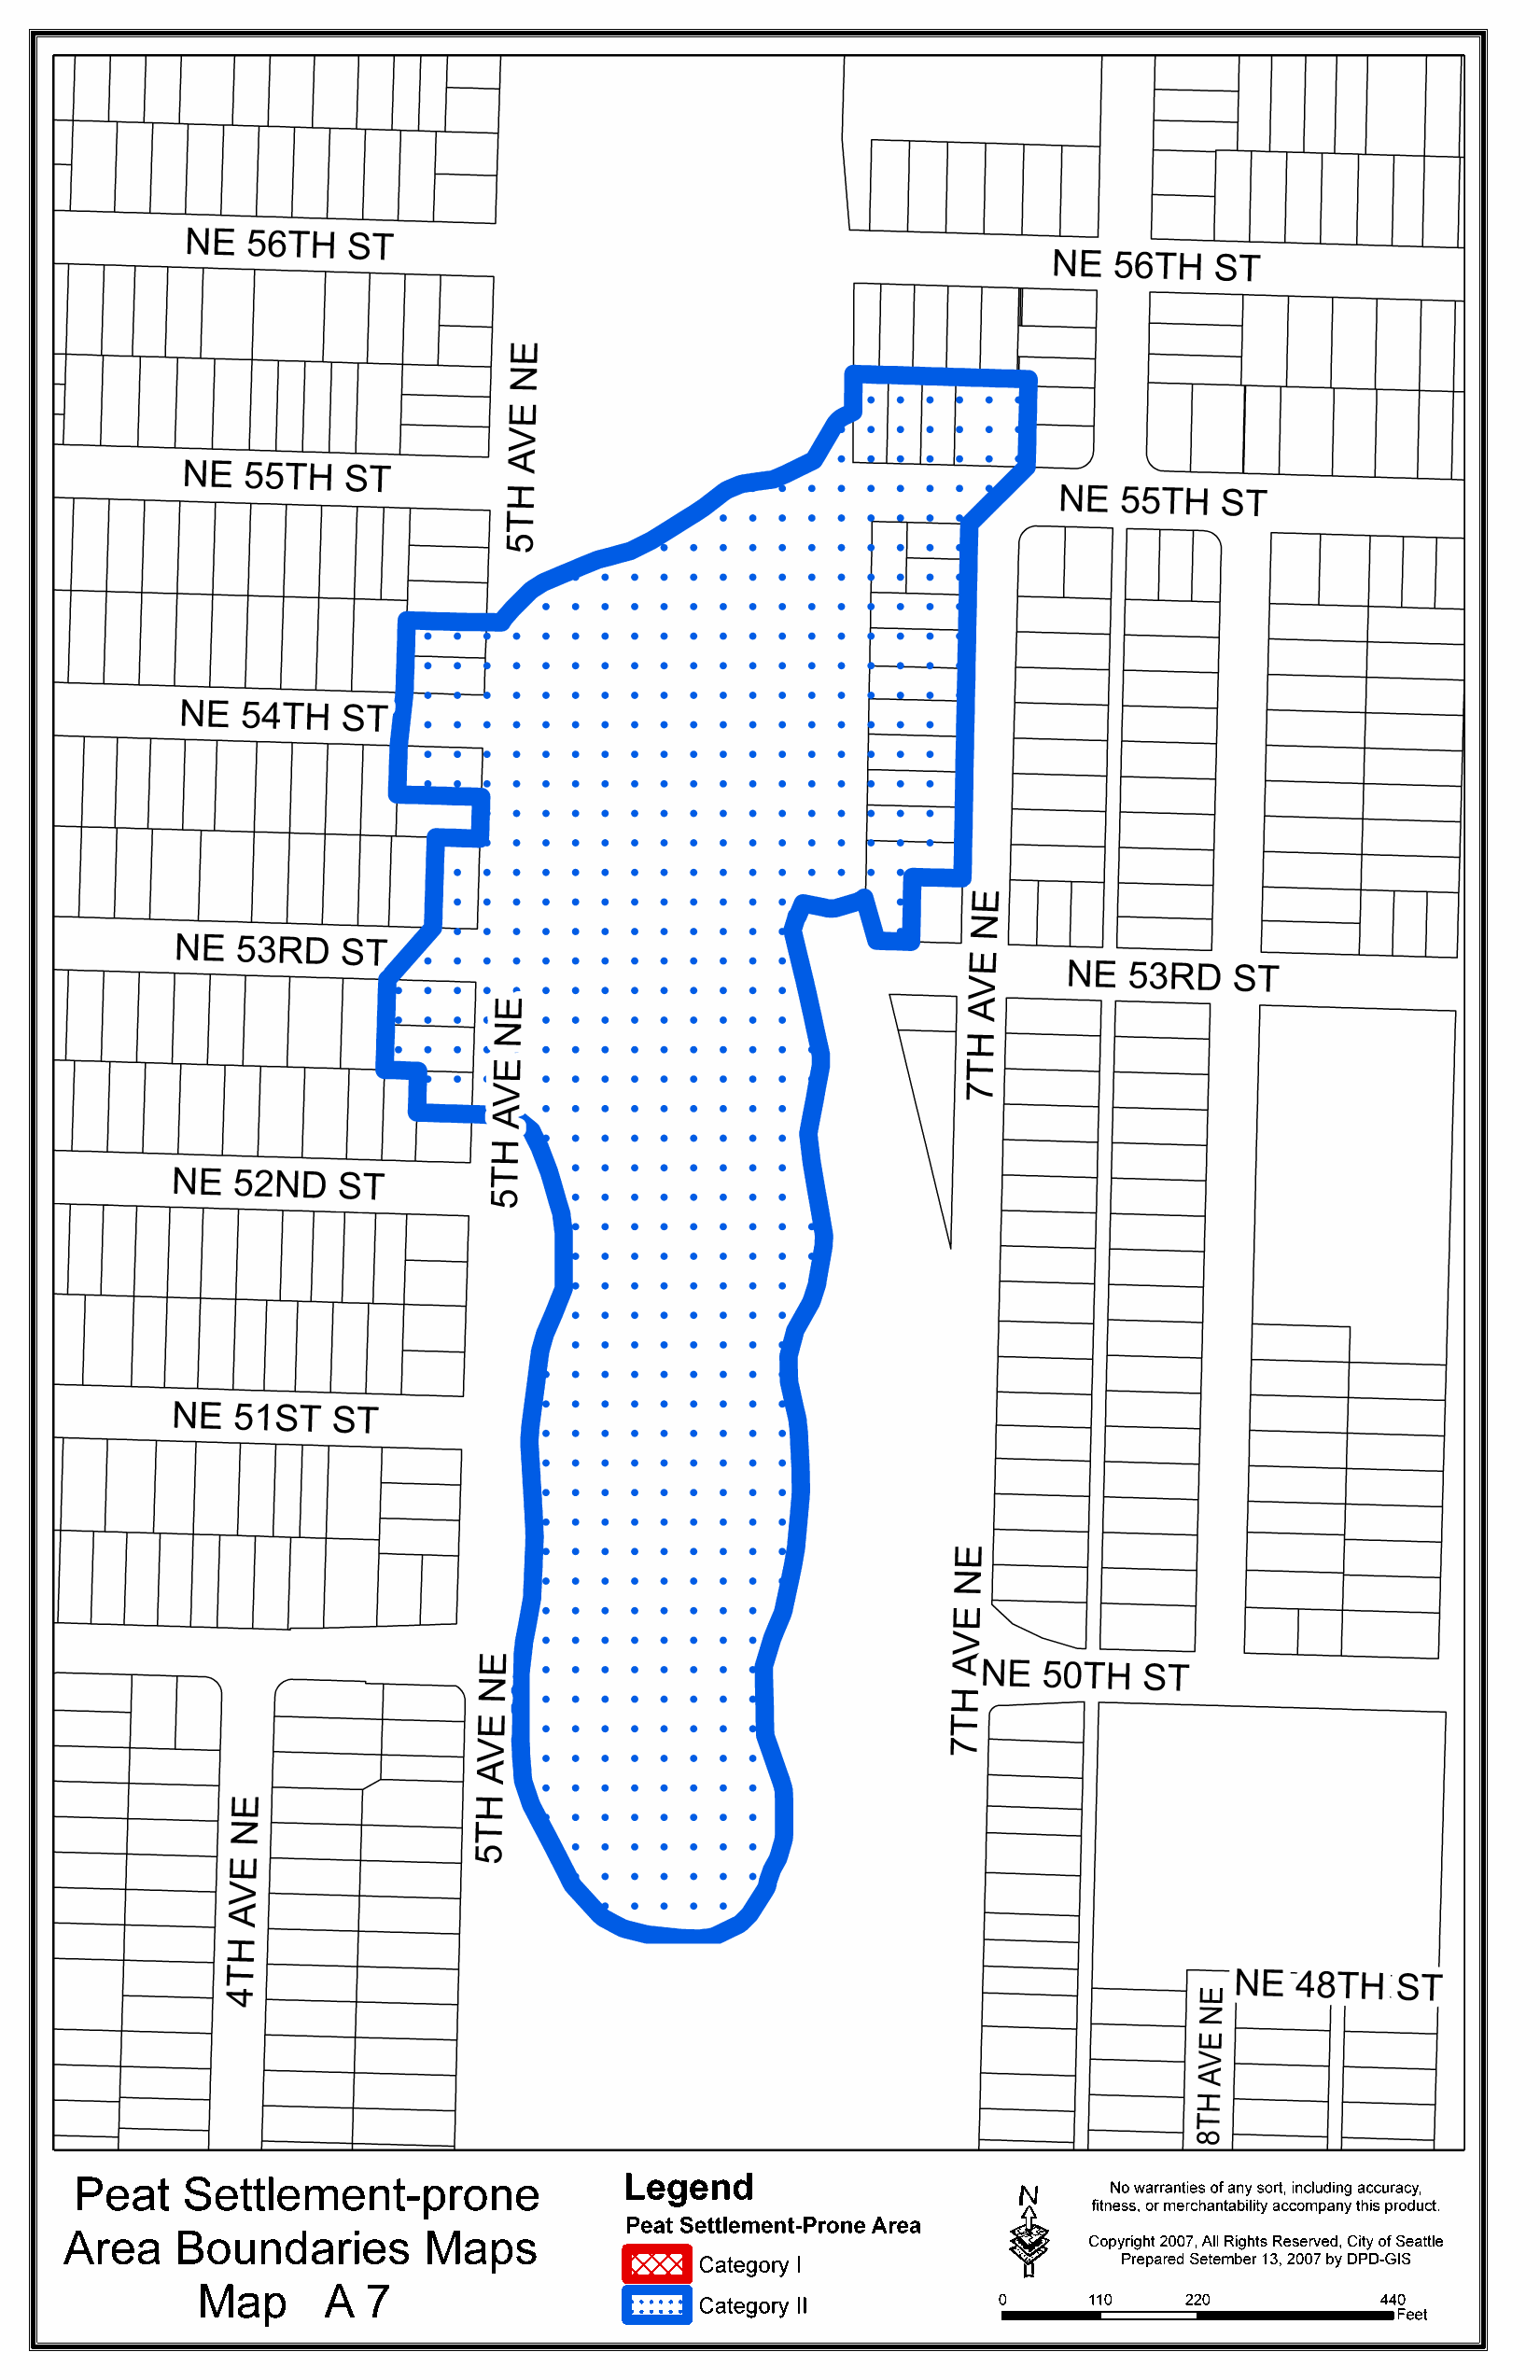 NE 56TH ST
NE 56TH ST
5TH AVE NE
NE 55TH ST
NE 55TH ST
NE 54TH ST
NE 53RD ST
7TH AVE NE
NE 53RD ST
5TH AVE NE
NE 52ND ST
NE 51ST ST
7TH AVE NE
NE 50TH ST
5TH AVE NE
4TH AVE NE
NE 48TH ST
8TH AVE NE
Peat Settlement-prone
Area Boundaries Maps
Map A 7
Legend
Peat Settlement-Prone Area
Category I
Category II
N
No warranties of any sort, including accuracy,
fitness, or merchantability accompany this product.
Copyright 2007, All Rights Reserved, City of Seattle
Prepared Setember 13, 2007 by DPD-GIS
0 110 220 440
Feet